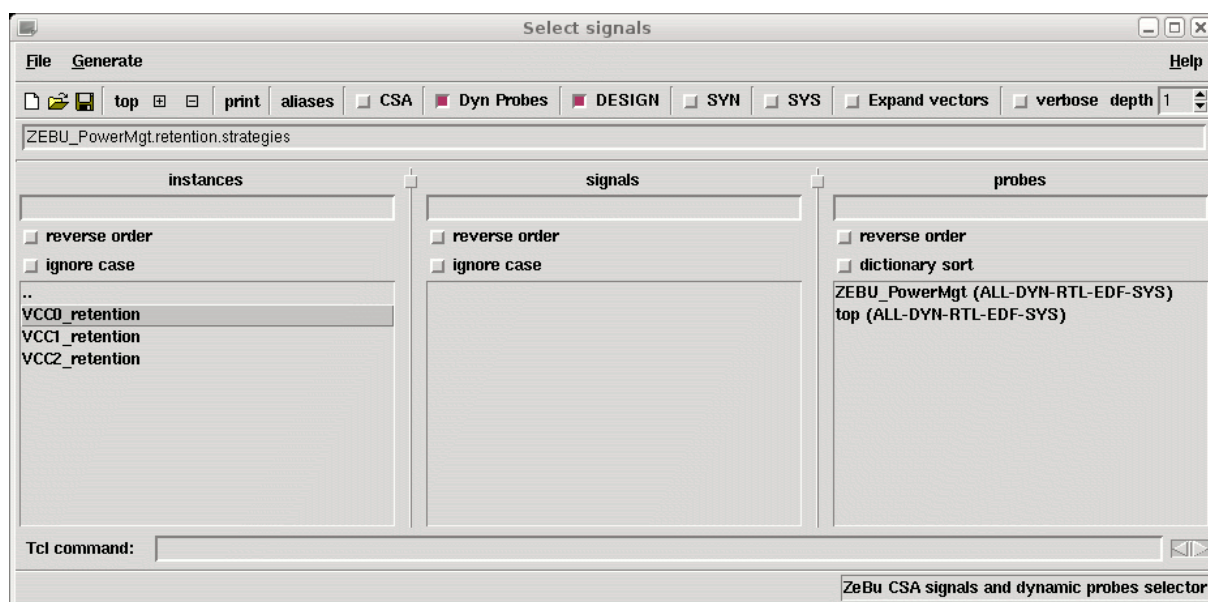 Select signals
File Generate Help
top print aliases CSA Dyn Probes DESIGN SYN SYS Expand vectors verbose depth 1
ZEBU_PowerMgt.retention.strategies
instances signals probes
reverse order reverse order reverse order
ignore case ignore case dictionary sort
.. ZEBU_PowerMgt (ALL-DYN-RTL-EDF-SYS)
VCC0_retention top (ALL-DYN-RTL-EDF-SYS)
VCC1_retention
VCC2_retention
Tcl command:
ZeBu CSA signals and dynamic probes selector